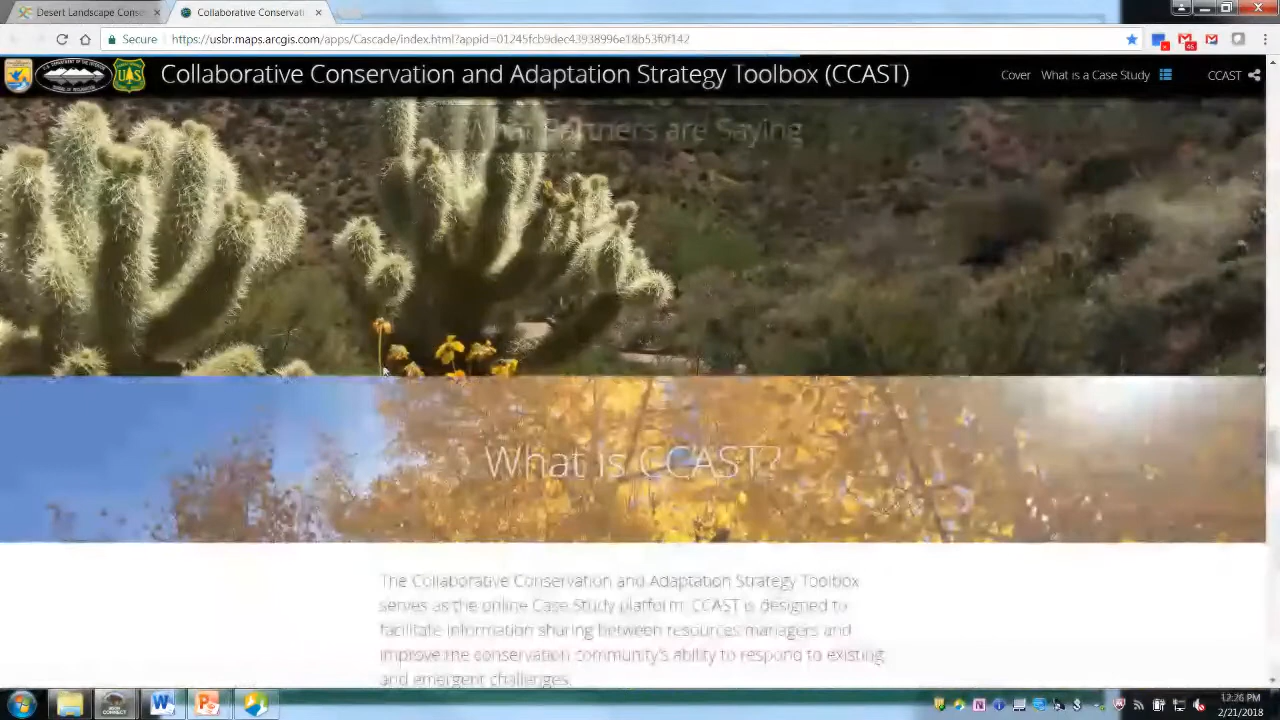 Desert Landscape Cons
Collaborative Conservati
Secure
https://usbr.maps.arcgis.com/apps/Cascade/index.html?appid=01245fcb9dec43938996e18b53f0f142
46
Collaborative Conservation and Adaptation Strategy Toolbox (CCAST)
Cover
What is a Case Study
CCAST
What Partners are Saying
What is CCAST?
The Collaborative Conservation and Adaptation Strategy Toolbox
serves as the online Case Study platform. CCAST is designed to
facilitate information sharing between resources managers and
improve the conservation community's ability to respond to existing
and emergent challenges.
12:26 PM
2/21/2018